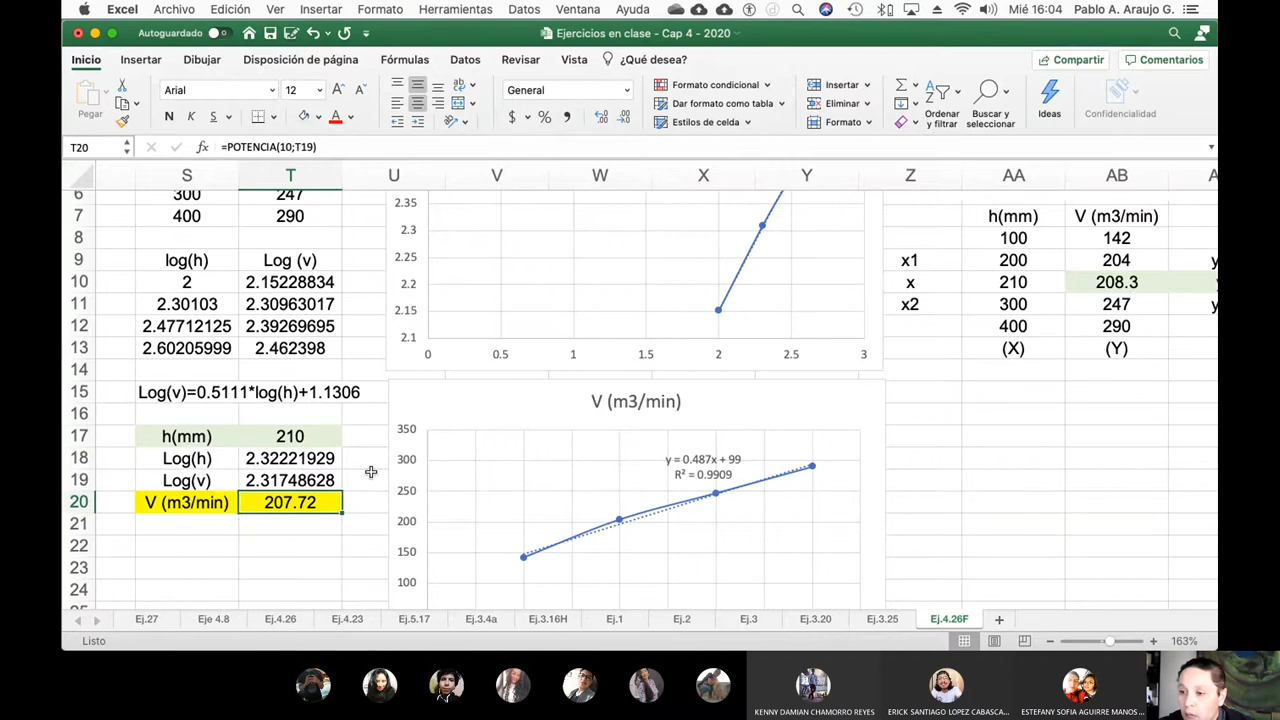 Excel Archivo Edición Ver Insertar Formato Herramientas Datos Ventana Ayuda Mié 16:04 Pablo A. Araujo G.
Autoguardado Ejercicios en clase - Cap 4 - 2020
Inicio Insertar Dibujar Disposición de página Fórmulas Datos Revisar Vista ¿Qué desea? Compartir Comentarios
Pegar Arial 12 General Formato condicional Insertar
Dar formato como tabla Eliminar
N K S A $ % Estilos de celda Formato
Ordenar y filtrar Buscar y seleccionar Ideas Confidencialidad
T20 fx =POTENCIA(10;T19)
S T U V W X Y Z AA AB
6 300 247
7 400 290 h(mm) V (m3/min)
8 100 142
9 log(h) Log (v) x1 200 204
10 2 2.15228834 x 210 208.3
11 2.30103 2.30963017 x2 300 247
12 2.47712125 2.39269695 400 290
13 2.60205999 2.462398 (X) (Y)
14
15 Log(v)=0.5111*log(h)+1.1306
16
17 h(mm) 210
18 Log(h) 2.32221929
19 Log(v) 2.31748628
20 V (m3/min) 207.72
21
22
23
24
2.35
2.3
2.25
2.2
2.15
2.1
0 0.5 1 1.5 2 2.5 3
V (m3/min)
350
300
250
200
150
100
y = 0.487x + 99
R² = 0.9909
Ej.27 Eje 4.8 Ej.4.26 Ej.4.23 Ej.5.17 Ej.3.4a Ej.3.16H Ej.1 Ej.2 Ej.3 Ej.3.20 Ej.3.25 Ej.4.26F
Listo 163%
KENNY DAMIAN CHAMORRO REYES ERICK SANTIAGO LOPEZ CABASCA... ESTEFANY SOFIA AGUIRRE MANOS...